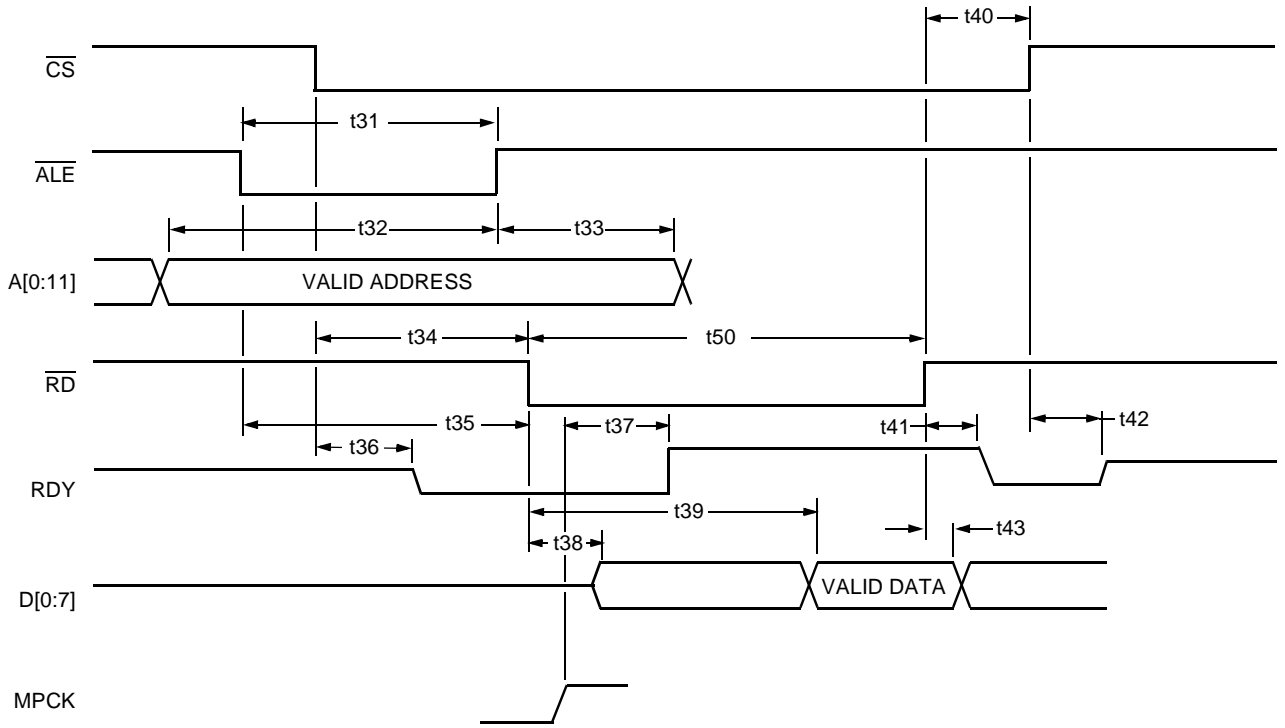 t40
CS
t31
ALE
t32
t33
A[0:11]
VALID ADDRESS
t34
t50
RD
t35
t37
t41
t42
t36
RDY
t39
t38
t43
D[0:7]
VALID DATA
MPCK